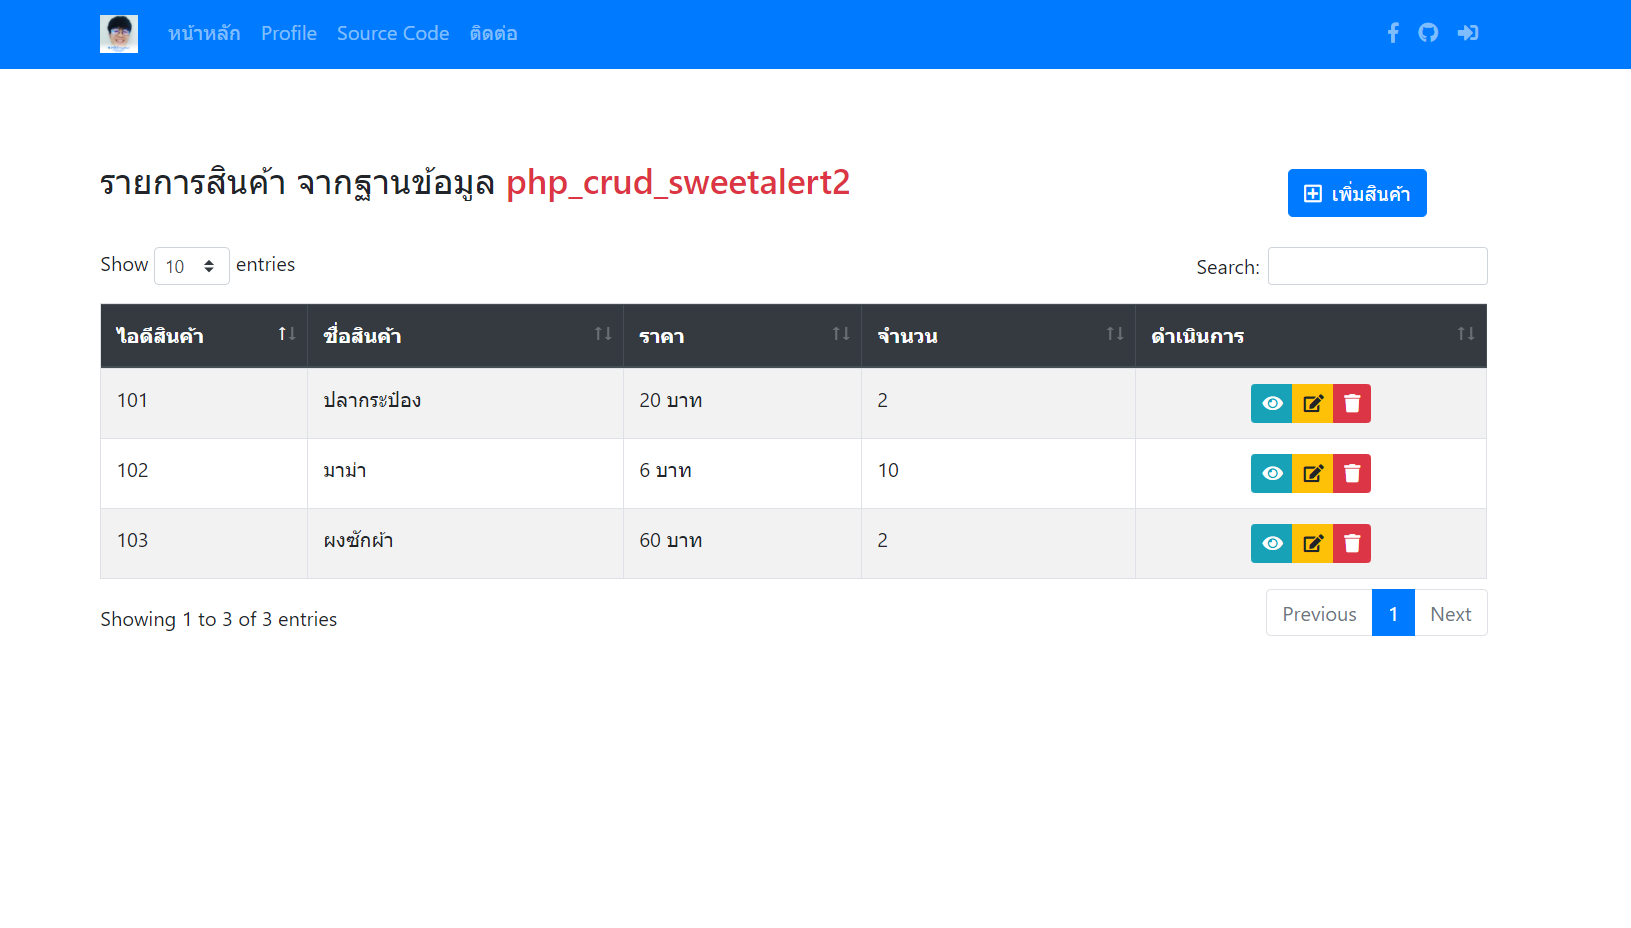 หน้าหลัก Profile Source Code ติดต่อ
รายการสินค้า จากฐานข้อมูล php_crud_sweetalert2
เพิ่มสินค้า
Show 10 entries Search:
ไอดีสินค้า ชื่อสินค้า ราคา จำนวน ดำเนินการ
101 ปลากระป๋อง 20 บาท 2
102 มาม่า 6 บาท 10
103 ผงซักผ้า 60 บาท 2
Showing 1 to 3 of 3 entries Previous 1 Next